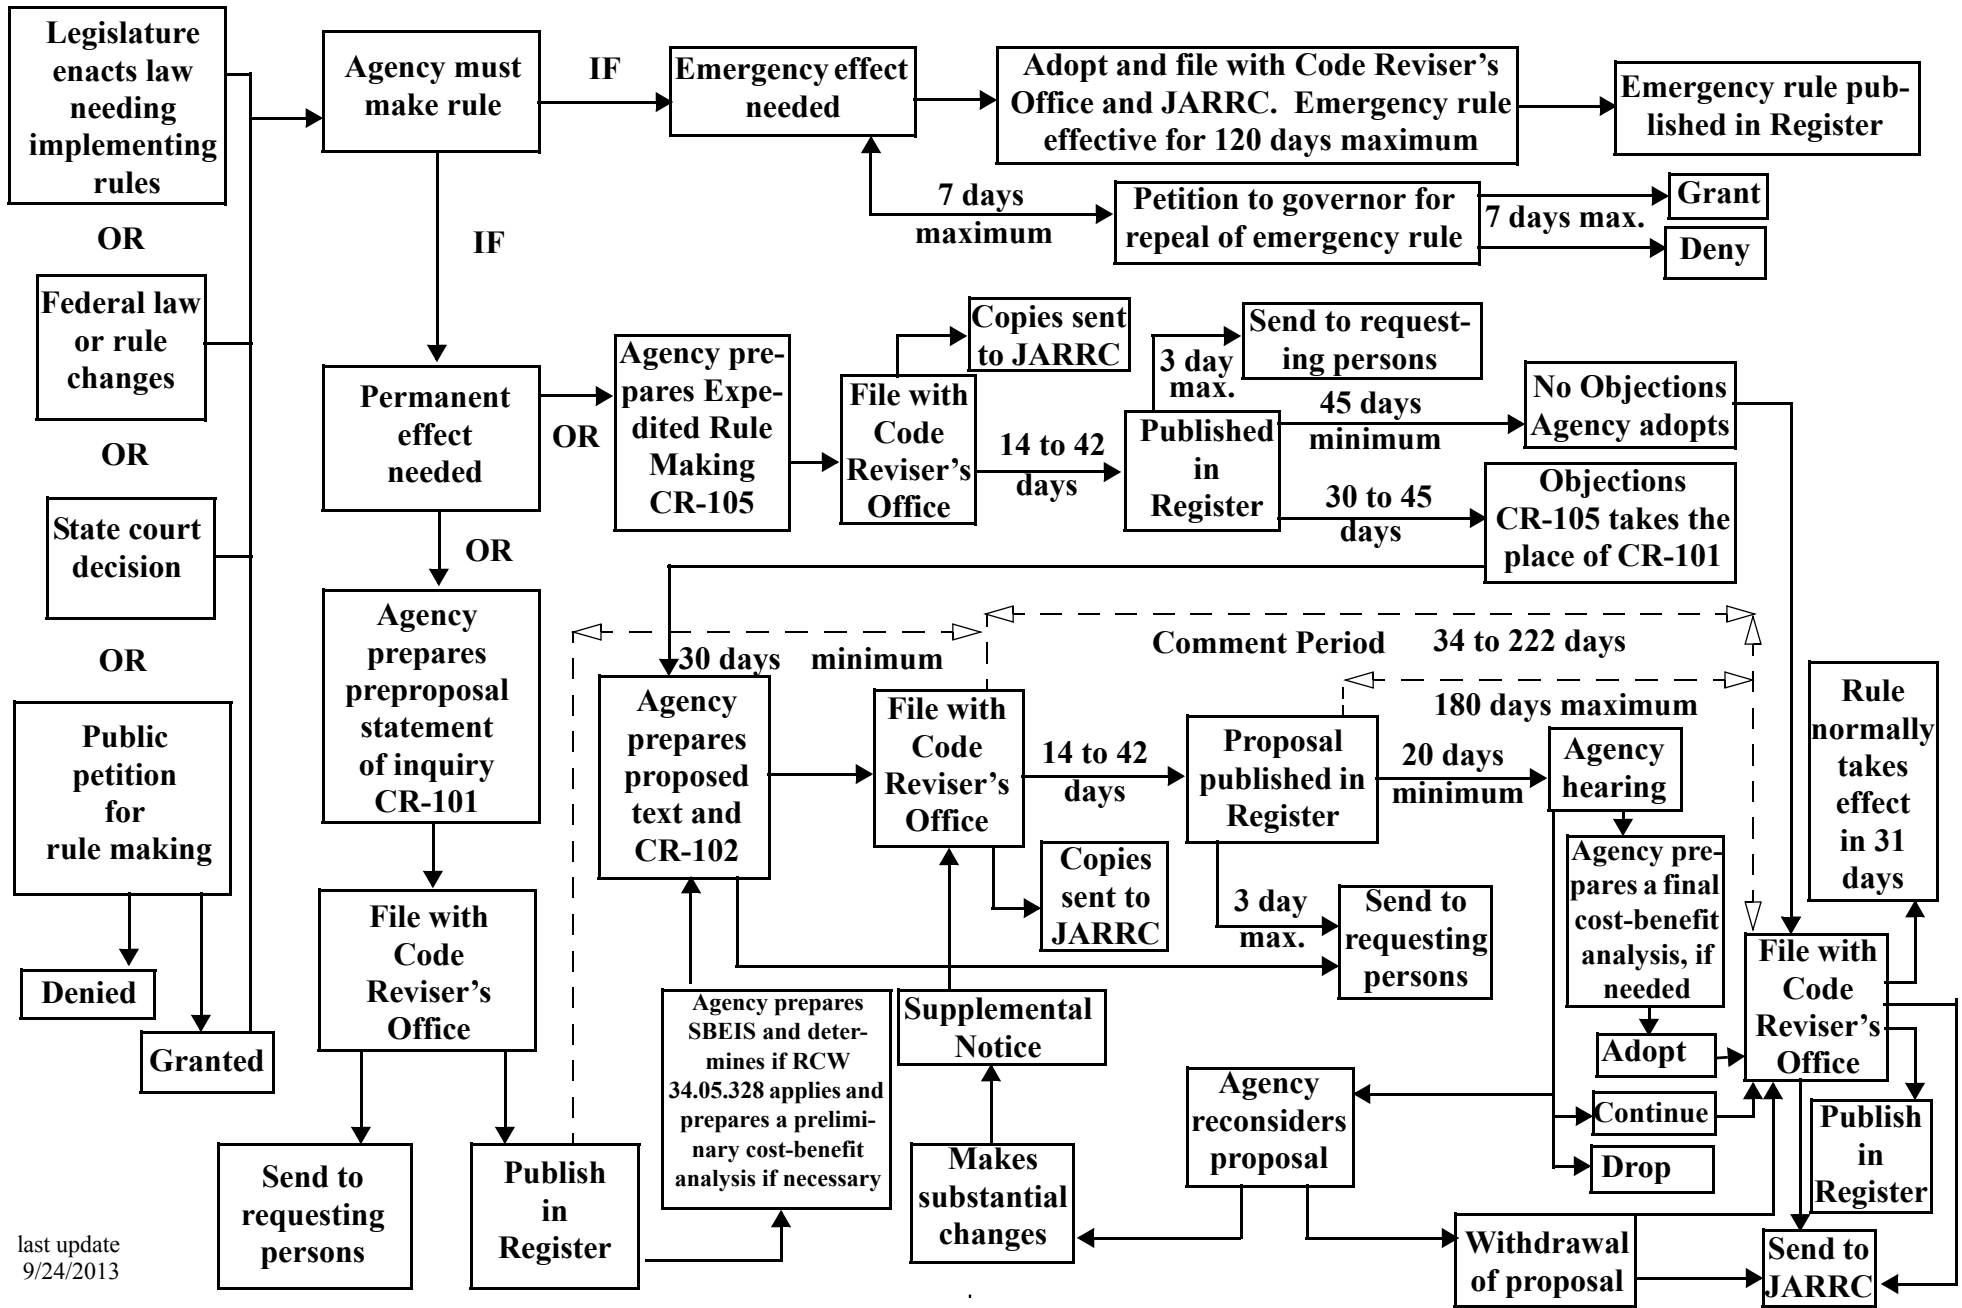 Legislature
enacts law
needing
implementing
rules
OR
Federal law
or rule
changes
OR
State court
decision
OR
Public
petition
for
rule making
Denied
Granted
Agency must
make rule
IF
Emergency effect
needed
Adopt and file with Code Reviser's
Office and JARRC. Emergency rule
effective for 120 days maximum
Emergency rule pub-
lished in Register
7 days
maximum
Petition to governor for
repeal of emergency rule
7 days max.
Grant
Deny
IF
Permanent
effect
needed
OR
Agency pre-
pares Expe-
dited Rule
Making
CR-105
File with
Code
Reviser's
Office
Copies sent
to JARRC
14 to 42
days
Published
in
Register
3 day
max.
Send to request-
ing persons
45 days
minimum
No Objections
Agency adopts
30 to 45
days
Objections
CR-105 takes the
place of CR-101
OR
Agency
prepares
preproposal
statement
of inquiry
CR-101
File with
Code
Reviser's
Office
Send to
requesting
persons
Publish
in
Register
30 days minimum
Agency prepares
SBEIS and deter-
mines if RCW
34.05.328 applies and
prepares a prelimi-
nary cost-benefit
analysis if necessary
Agency
prepares
proposed
text and
CR-102
File with
Code
Reviser's
Office
Copies
sent to
JARRC
Comment Period 34 to 222 days
14 to 42
days
Proposal
published in
Register
180 days maximum
3 day
max.
Send to
requesting
persons
20 days
minimum
Agency
hearing
Agency pre-
pares a final
cost-benefit
analysis, if
needed
Adopt
Continue
Drop
Agency
reconsiders
proposal
Makes
substantial
changes
Supplemental
Notice
Withdrawal
of proposal
File with
Code
Reviser's
Office
Rule
normally
takes
effect
in 31
days
Publish
in
Register
Send to
JARRC
last update
9/24/2013